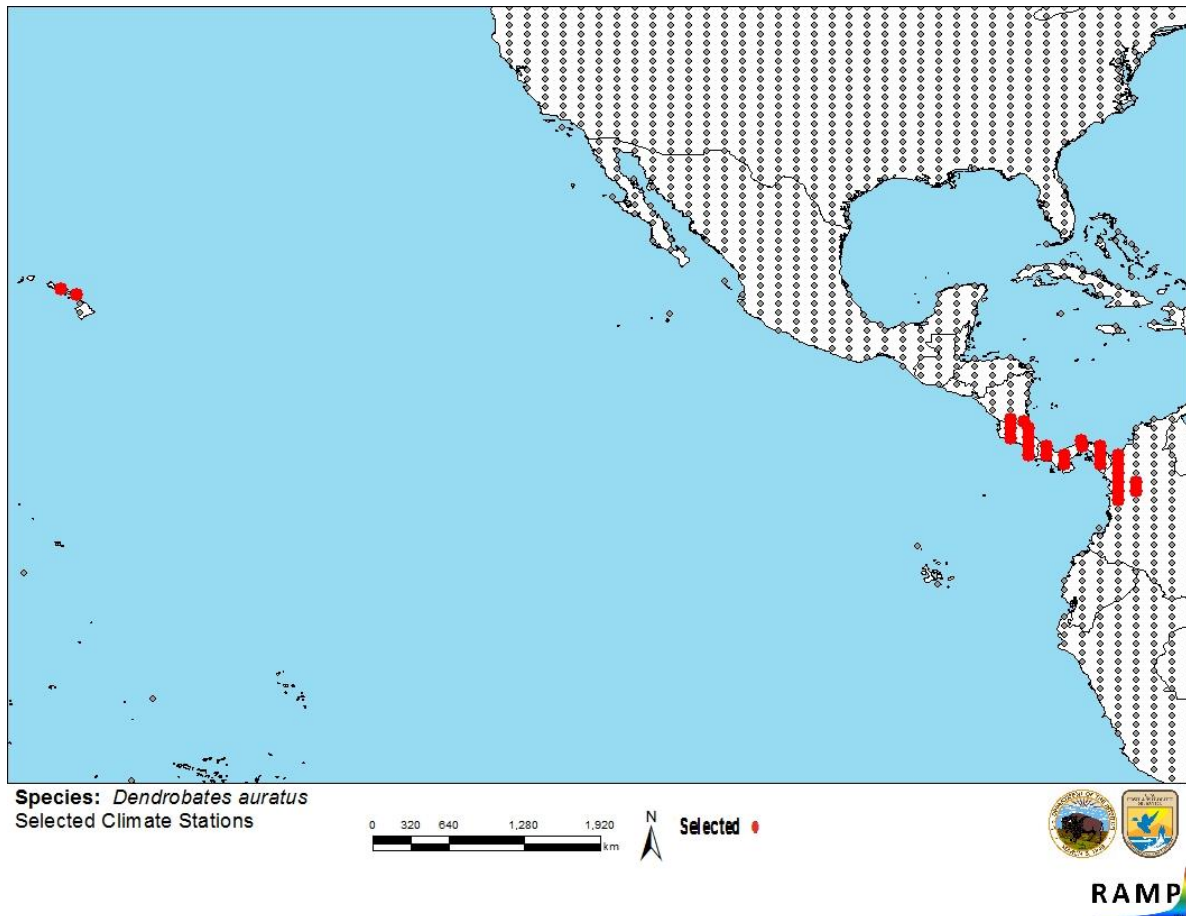 Species: Dendrobates auratus
Selected Climate Stations
0 320 640 1,280 1,920
km
N
Selected
RAMP